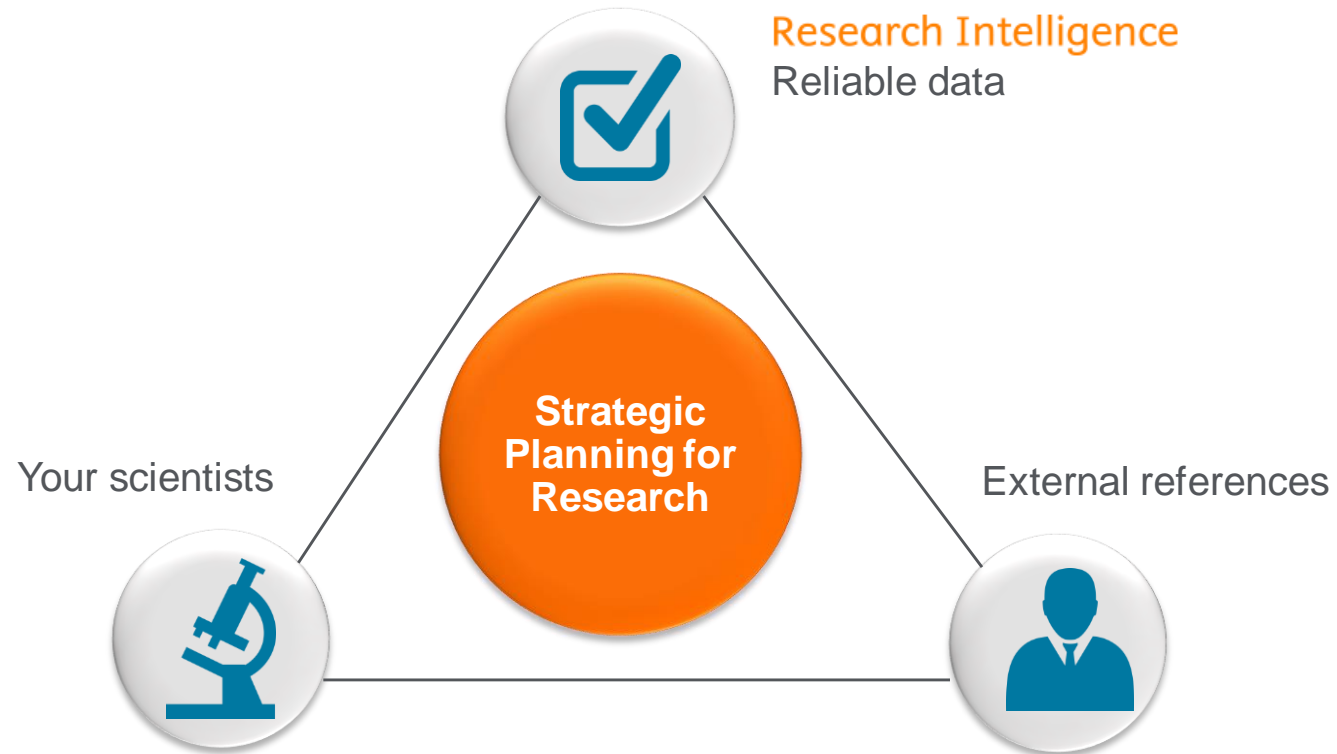 Research Intelligence
Reliable data
Strategic
Planning for
Research
Your scientists
External references